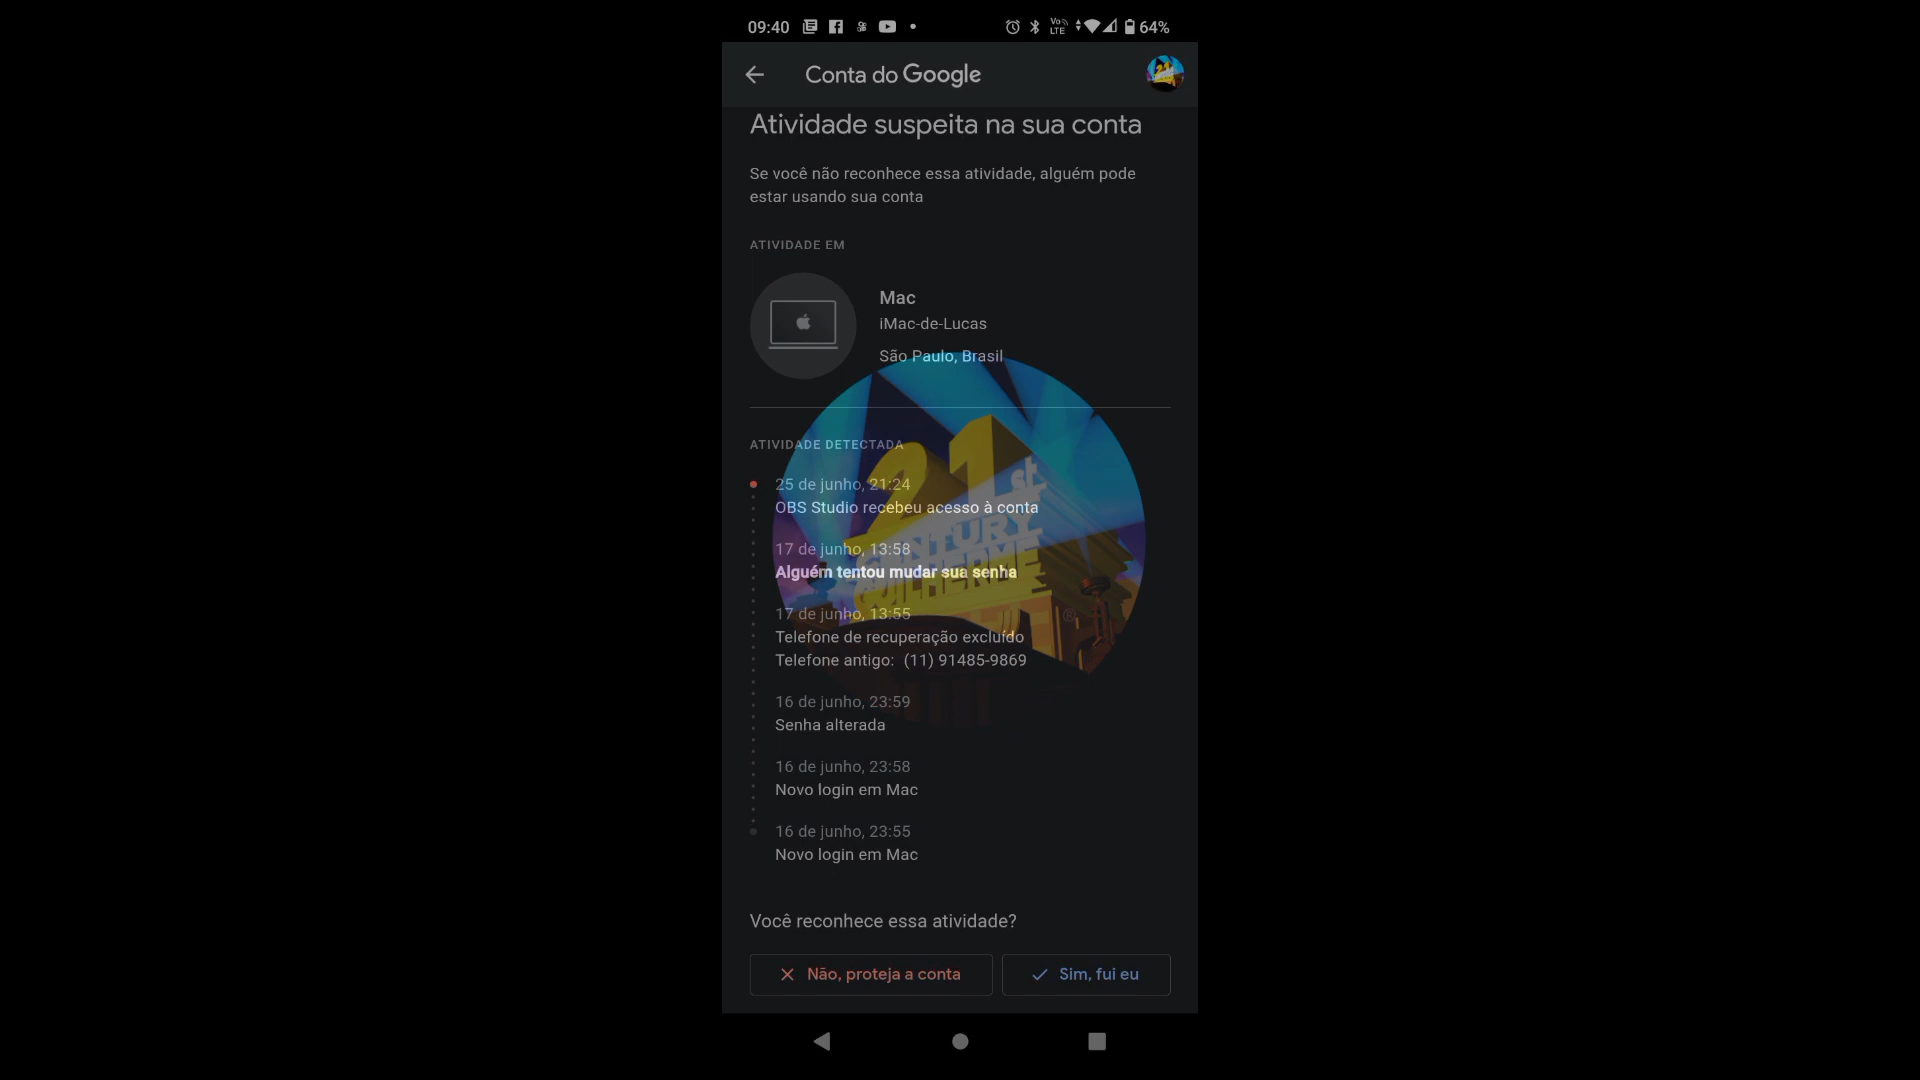 09:40
Vo
LTE
64%
Conta do Google
Atividade suspeita na sua conta
Se você não reconhece essa atividade, alguém pode
estar usando sua conta
ATIVIDADE EM
Mac
iMac-de-Lucas
São Paulo, Brasil
ATIVIDADE DETECTADA
25 de junho, 21:24
OBS Studio recebeu acesso à conta
17 de junho, 13:58
Alguém tentou mudar sua senha
17 de junho, 13:55
Telefone de recuperação excluído
Telefone antigo: (11) 91485-9869
16 de junho, 23:59
Senha alterada
16 de junho, 23:58
Novo login em Mac
16 de junho, 23:55
Novo login em Mac
21st
CENTURY
GUILHERME
®
Você reconhece essa atividade?
Não, proteja a conta
Sim, fui eu